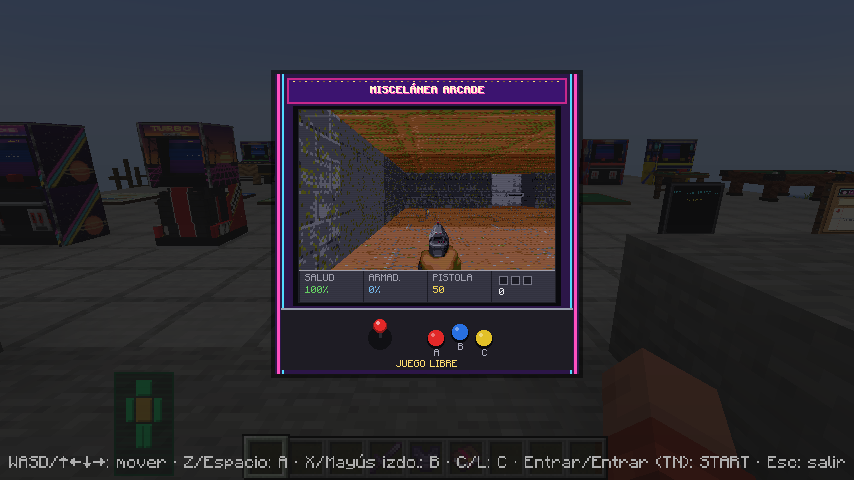 MISCELÁNEA ARCADE
TURBO
SALUD ARMAD. PISTOLA
100% 0% 50 0
A B C
JUEGO LIBRE
WASD/↑←↓→: mover · Z/Espacio: A · X/Mayús izdo.: B · C/L: C · Entrar/Entrar (TN): START · Esc: salir